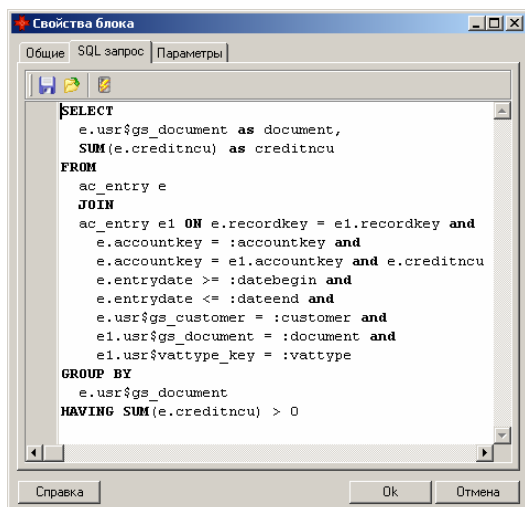 Свойства блока
Общие SQL запрос Параметры
SELECT
e.usr$gs_document as document,
SUM(e.creditncu) as creditncu
FROM
ac_entry e
JOIN
ac_entry e1 ON e.recordkey = e1.recordkey and
e.accountkey = :accountkey and
e.accountkey = e1.accountkey and e.creditncu
e.entrydate >= :datebegin and
e.entrydate <= :dateend and
e.usr$gs_customer = :customer and
e1.usr$gs_document = :document and
e1.usr$vattype_key = :vattype
GROUP BY
e.usr$gs_document
HAVING SUM(e.creditncu) > 0
Справка Ok Отмена